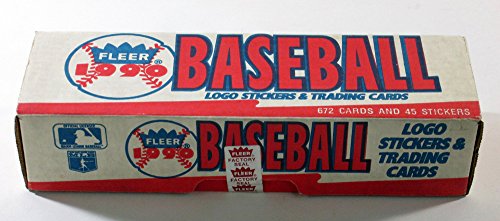 FLEER
1990
BASEBALL
LOGO STICKERS & TRADING CARDS
672 CARDS AND 45 STICKERS
FLEER
1990
BASEBALL
LOGO
STICKERS &
TRADING
CARDS
FLEER
FACTORY
SEAL
FLEER
FACTORY
SEAL
FLEER